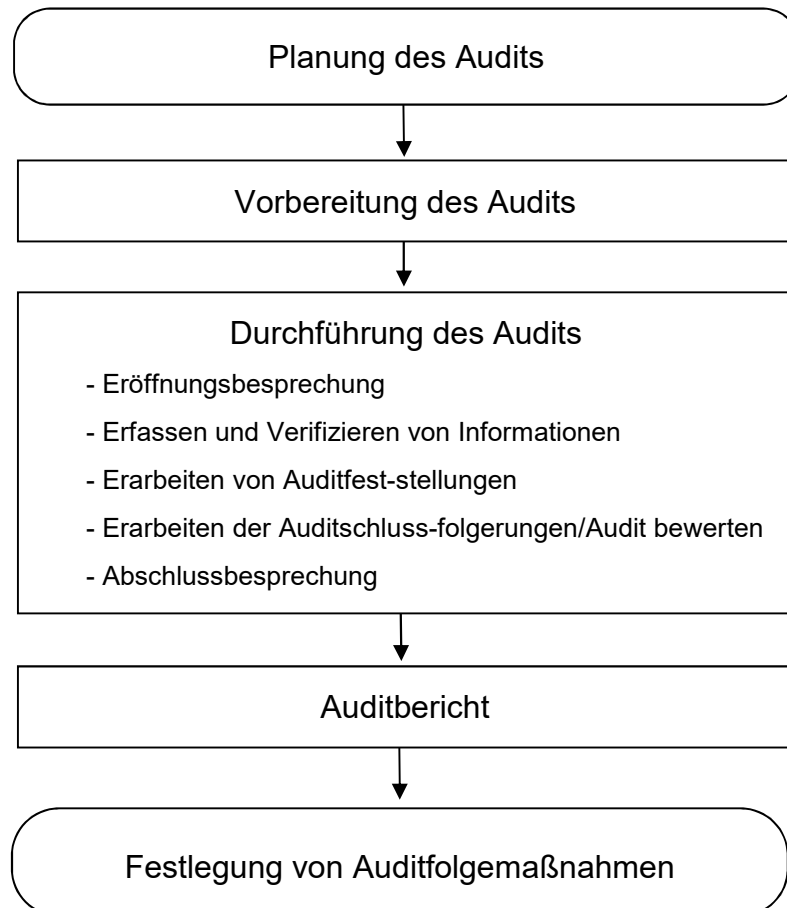 Planung des Audits
Vorbereitung des Audits
Durchführung des Audits
- Eröffnungsbesprechung
- Erfassen und Verifizieren von Informationen
- Erarbeiten von Auditfest-stellungen
- Erarbeiten der Auditschluss-folgerungen/Audit bewerten
- Abschlussbesprechung
Auditbericht
Festlegung von Auditfolgemaßnahmen